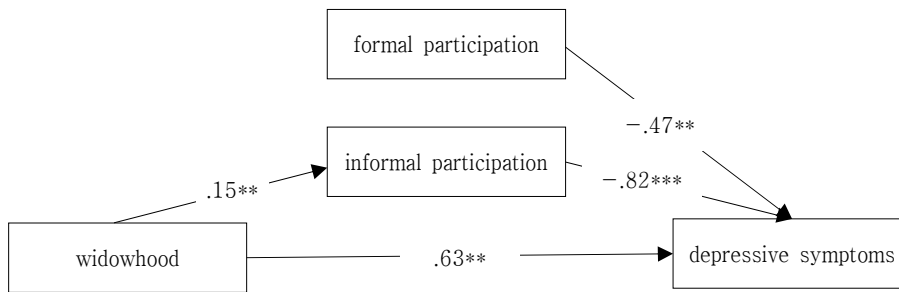 formal participation
−.47**
informal participation
.15**
−.82***
widowhood
.63**
depressive symptoms